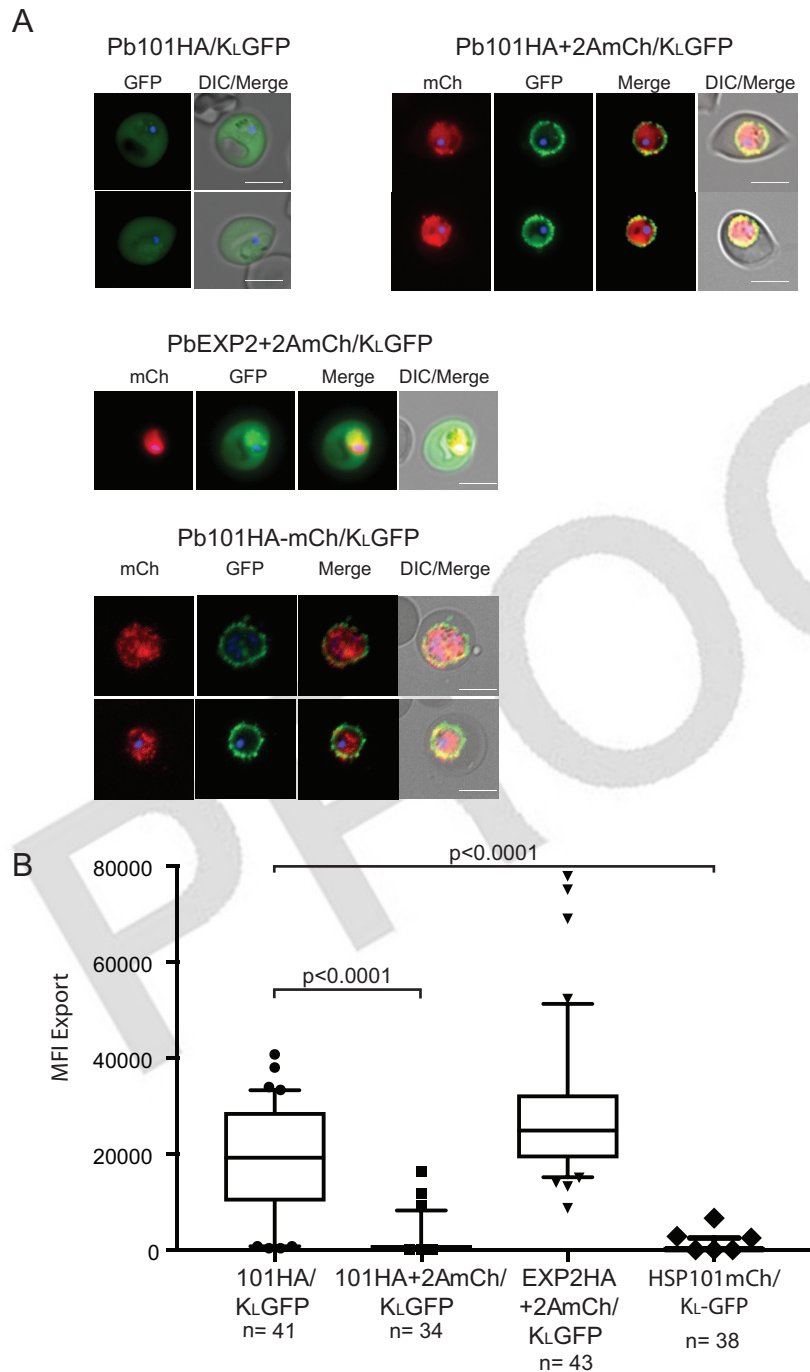 A
Pb101HA/KLGFP
GFP DIC/Merge
Pb101HA+2AmCh/KLGFP
mCh GFP Merge DIC/Merge
PbEXP2+2AmCh/KLGFP
mCh GFP Merge DIC/Merge
Pb101HA-mCh/KLGFP
mCh GFP Merge DIC/Merge
PROO
B
p<0.0001
p<0.0001
MFI Export
80000
60000
40000
20000
0
101HA/
KLGFP
n= 41
101HA+2AmCh/
KLGFP
n= 34
EXP2HA
+2AmCh/
KLGFP
n= 43
HSP101mCh/
KL-GFP
n= 38